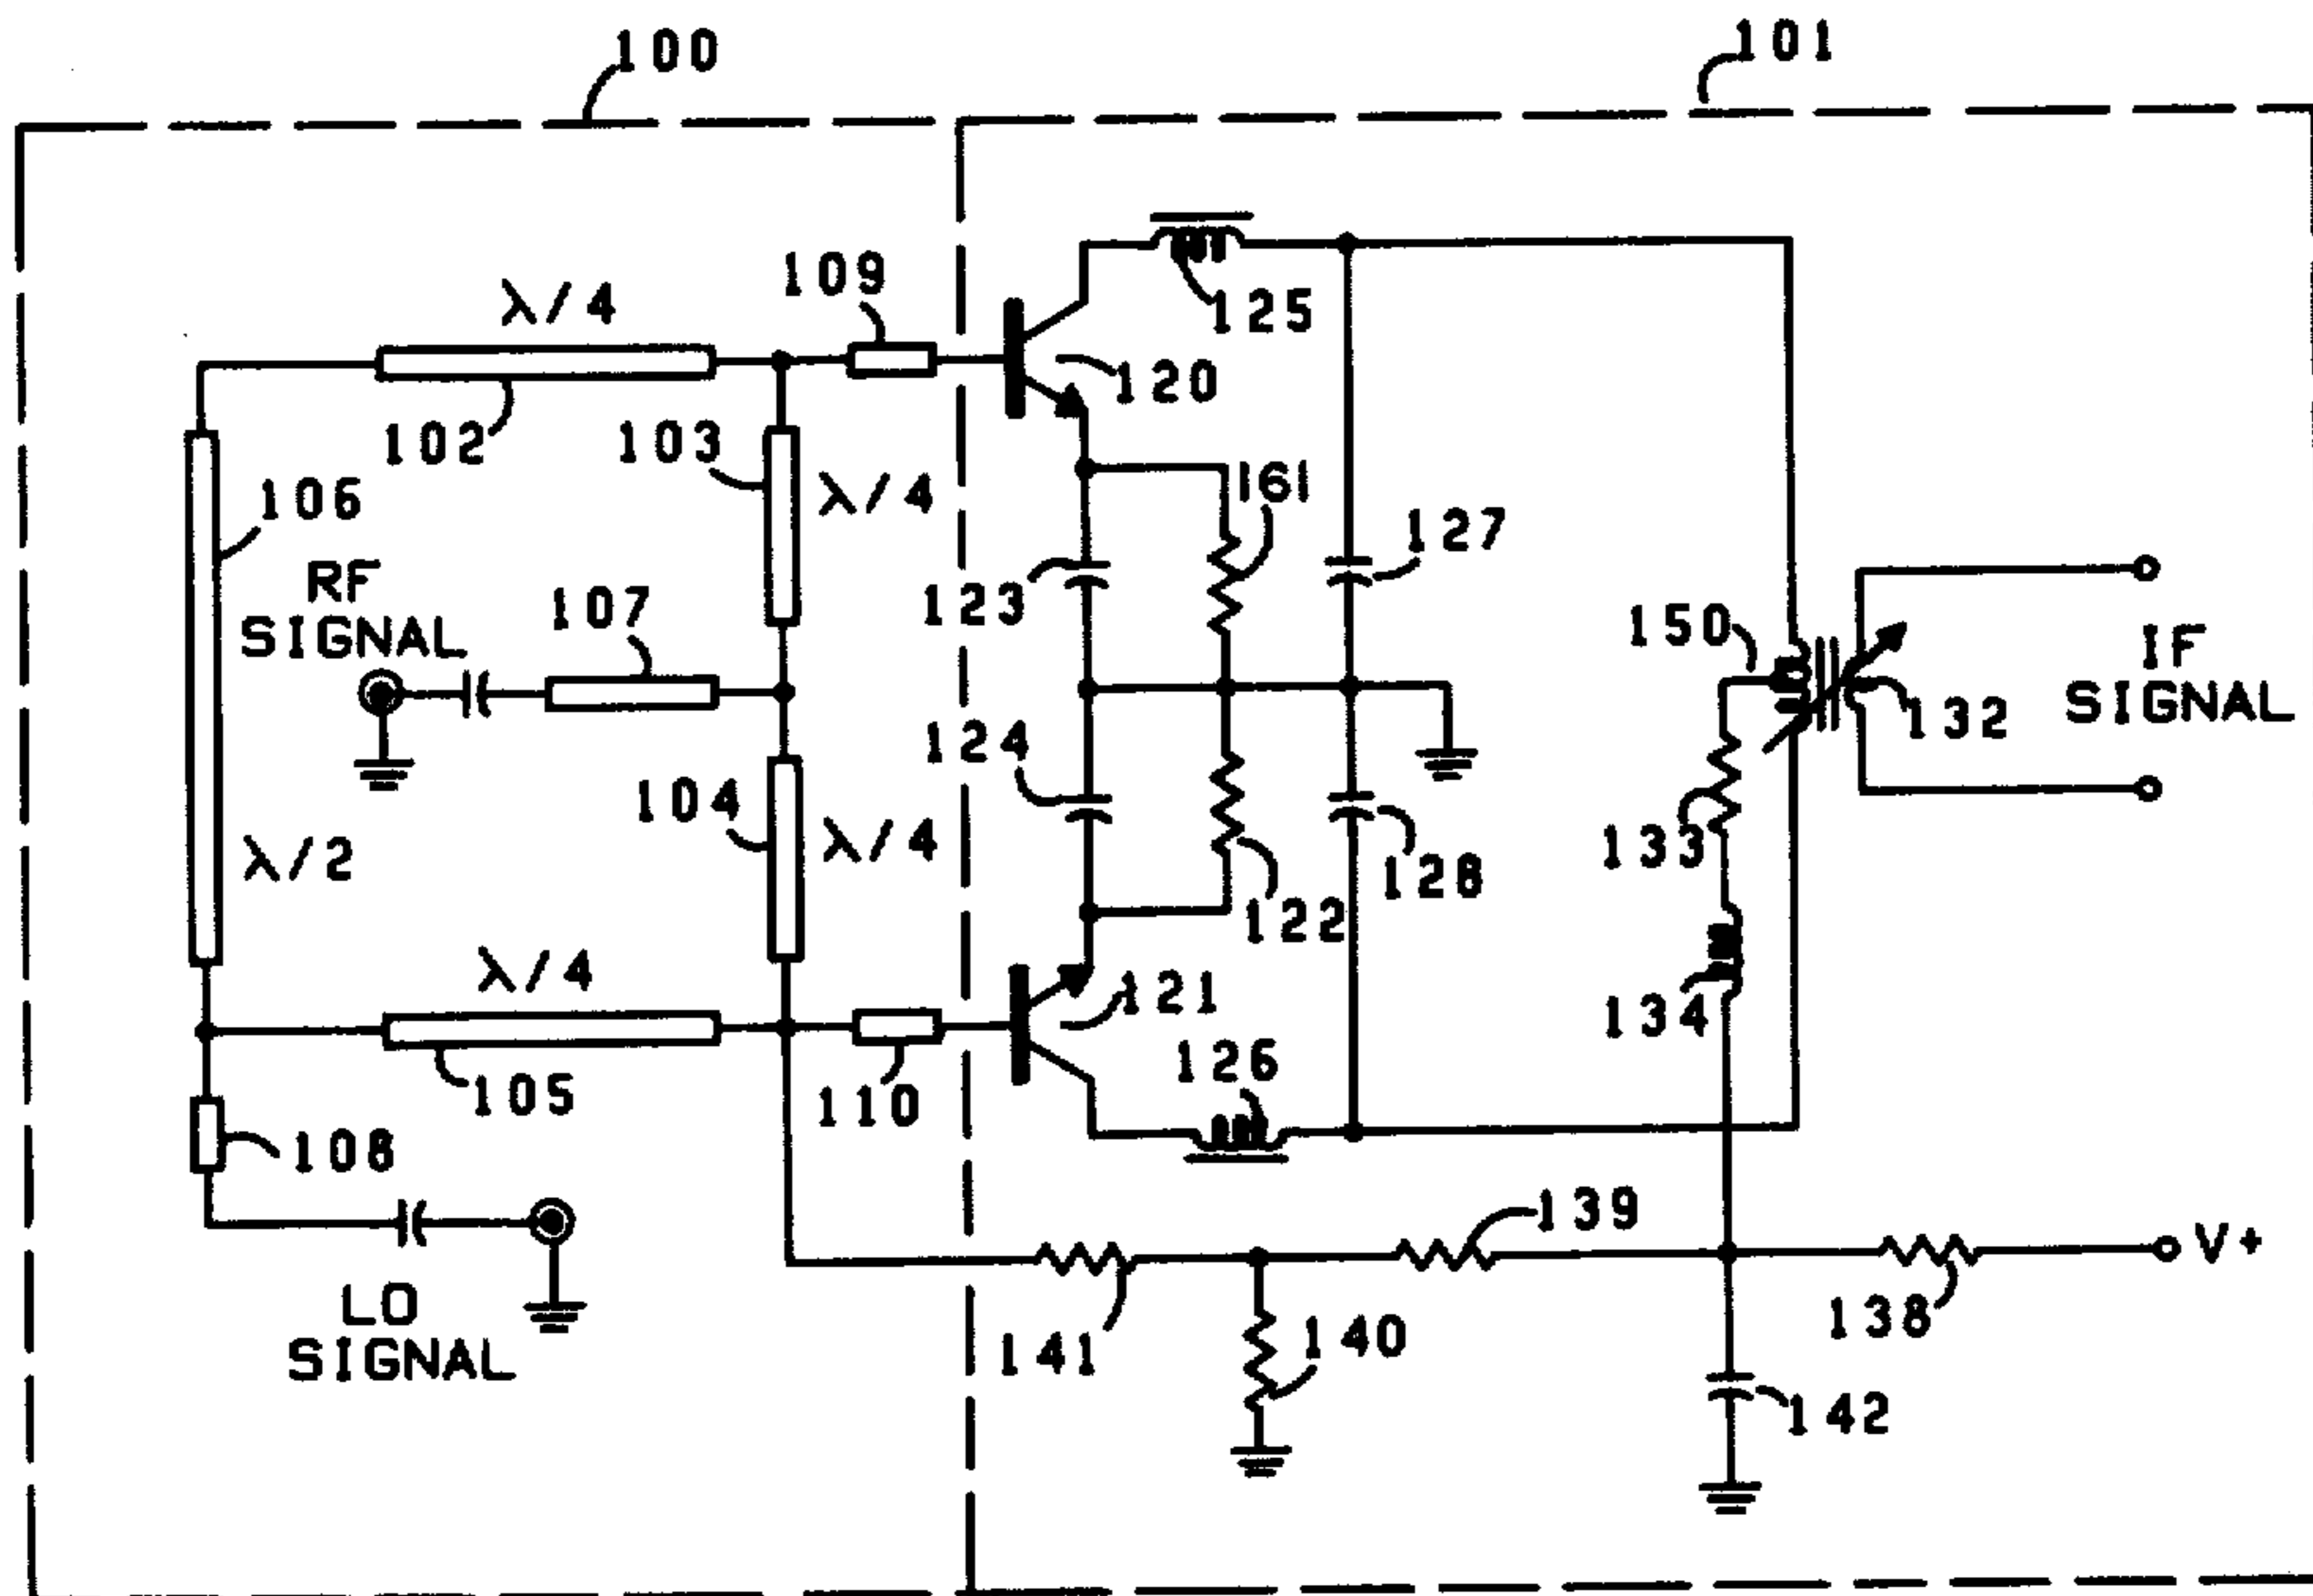 100
101
109
λ/4
125
120
102
103
161
λ/4
106
127
RF
SIGNAL
107
123
150
IF
SIGNAL
132
124
104
133
λ/4
128
λ/2
122
λ/4
121
134
126
105
110
108
139
V+
LO
SIGNAL
138
141
140
142